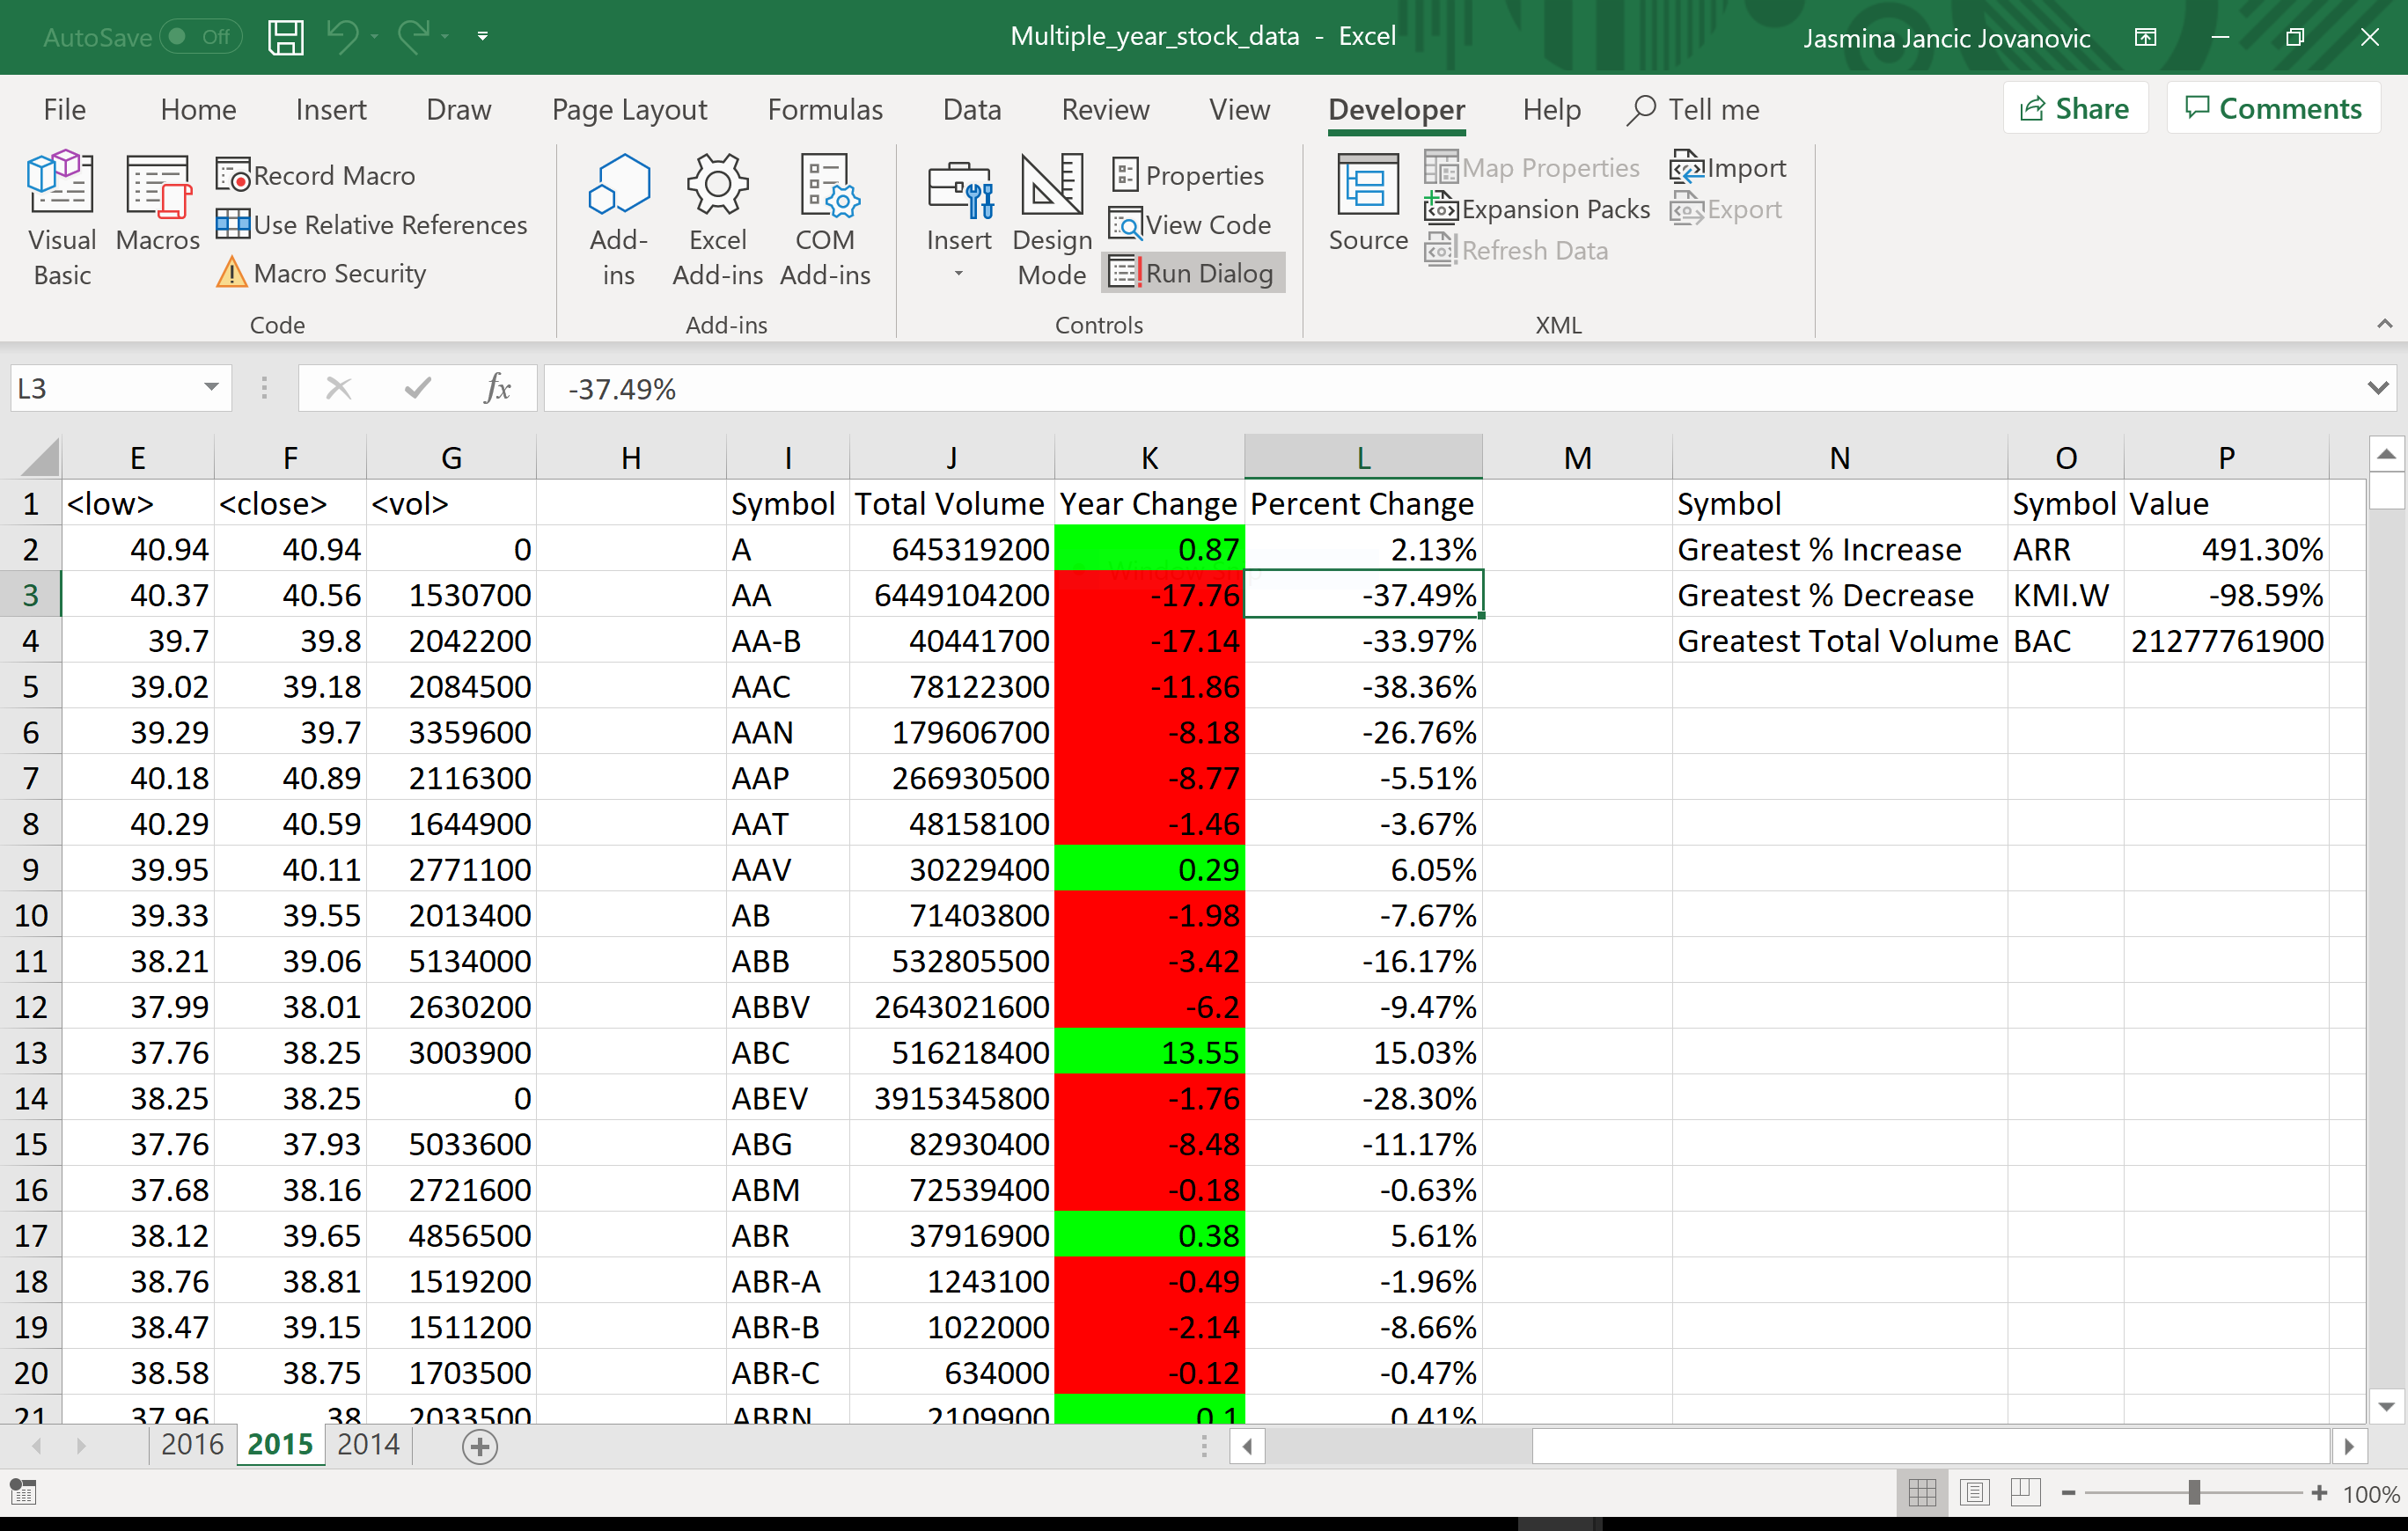 AutoSave Off
Multiple_year_stock_data - Excel
Jasmina Jancic Jovanovic
File Home Insert Draw Page Layout Formulas Data Review View Developer Help Tell me Share Comments
Visual Basic
Macros
Record Macro
Use Relative References
Macro Security
Code
Add-ins
Excel Add-ins
COM Add-ins
Add-ins
Insert
Design Mode
Properties
View Code
Run Dialog
Controls
Source
Map Properties
Expansion Packs
Refresh Data
Import
Export
XML
L3 fx -37.49%
E F G H I J K L M N O P
1 <low> <close> <vol> Symbol Total Volume Year Change Percent Change Symbol Symbol Value
2 40.94 40.94 0 A 645319200 0.87 2.13% Greatest % Increase ARR 491.30%
3 40.37 40.56 1530700 AA 6449104200 -17.76 -37.49% Greatest % Decrease KMI.W -98.59%
4 39.7 39.8 2042200 AA-B 40441700 -17.14 -33.97% Greatest Total Volume BAC 21277761900
5 39.02 39.18 2084500 AAC 78122300 -11.86 -38.36%
6 39.29 39.7 3359600 AAN 179606700 -8.18 -26.76%
7 40.18 40.89 2116300 AAP 266930500 -8.77 -5.51%
8 40.29 40.59 1644900 AAT 48158100 -1.46 -3.67%
9 39.95 40.11 2771100 AAV 30229400 0.29 6.05%
10 39.33 39.55 2013400 AB 71403800 -1.98 -7.67%
11 38.21 39.06 5134000 ABB 532805500 -3.42 -16.17%
12 37.99 38.01 2630200 ABBV 2643021600 -6.2 -9.47%
13 37.76 38.25 3003900 ABC 516218400 13.55 15.03%
14 38.25 38.25 0 ABEV 3915345800 -1.76 -28.30%
15 37.76 37.93 5033600 ABG 82930400 -8.48 -11.17%
16 37.68 38.16 2721600 ABM 72539400 -0.18 -0.63%
17 38.12 39.65 4856500 ABR 37916900 0.38 5.61%
18 38.76 38.81 1519200 ABR-A 1243100 -0.49 -1.96%
19 38.47 39.15 1511200 ABR-B 1022000 -2.14 -8.66%
20 38.58 38.75 1703500 ABR-C 634000 -0.12 -0.47%
21 37.96 38 2033500 ABRN 2109900 0.1 0.41%
2016 2015 2014
100%